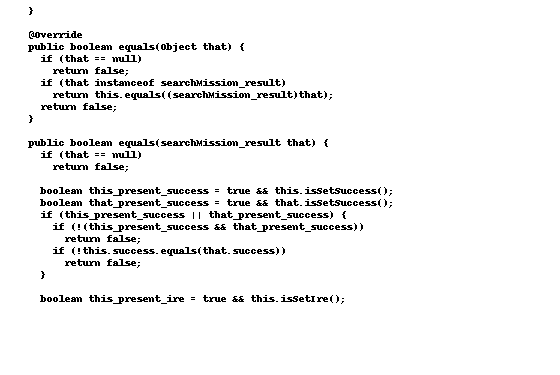 }

@Override
public boolean equals(Object that) {
  if (that == null)
    return false;
  if (that instanceof searchMission_result)
    return this.equals((searchMission_result)that);
  return false;
}

public boolean equals(searchMission_result that) {
  if (that == null)
    return false;

  boolean this_present_success = true && this.isSetSuccess();
  boolean that_present_success = true && that.isSetSuccess();
  if (this_present_success || that_present_success) {
    if (!(this_present_success && that_present_success))
      return false;
    if (!this.success.equals(that.success))
      return false;
  }

  boolean this_present_ire = true && this.isSetIre();